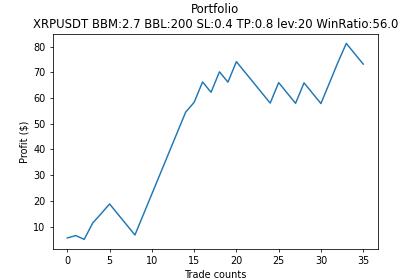 Portfolio
XRPUSDT BBM:2.7 BBL:200 SL:0.4 TP:0.8 lev:20 WinRatio:56.0
80
70
60
50
40
30
20
10
Profit ($)
0 5 10 15 20 25 30 35
Trade counts